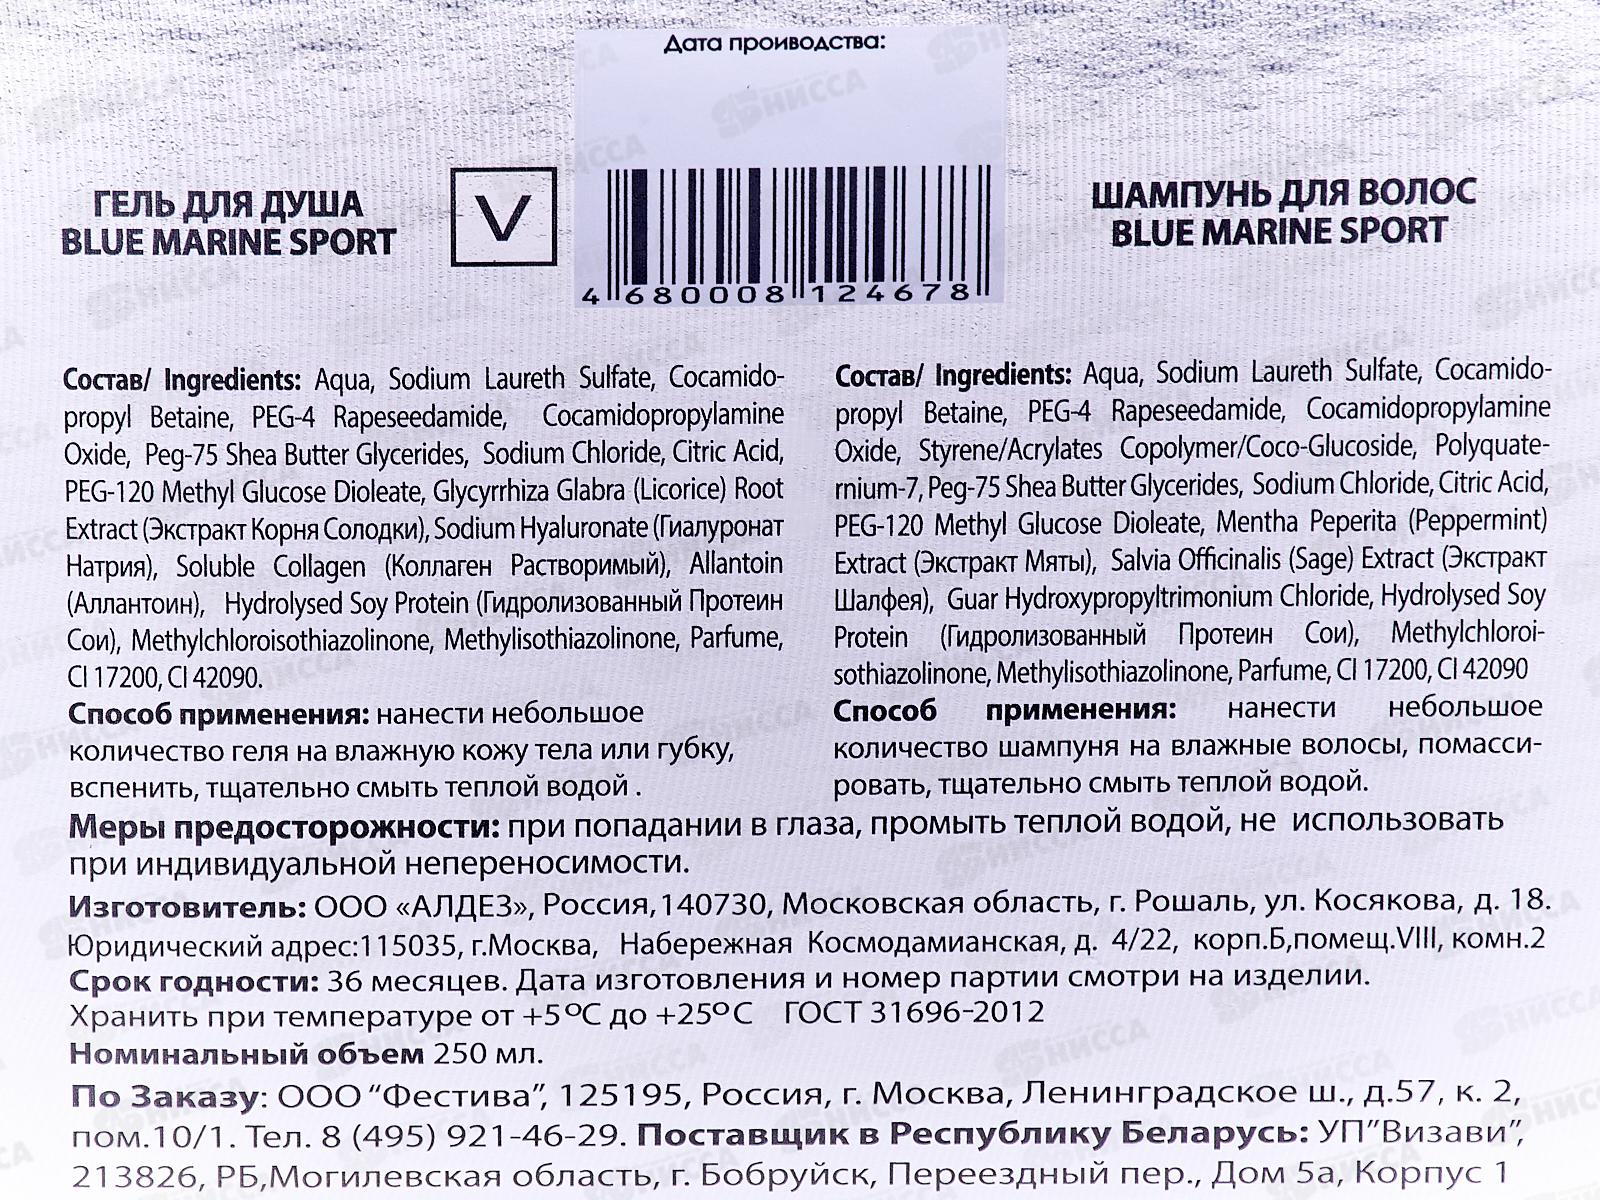 Дата проиводства:
ГЕЛЬ ДЛЯ ДУША
BLUE MARINE SPORT
V
4 680008 124678
ШАМПУНЬ ДЛЯ ВОЛОС
BLUE MARINE SPORT
Состав/ Ingredients: Aqua, Sodium Laureth Sulfate, Cocamido-
propyl Betaine, PEG-4 Rapeseedamide, Cocamidopropylamine
Oxide, Peg-75 Shea Butter Glycerides, Sodium Chloride, Citric Acid,
PEG-120 Methyl Glucose Dioleate, Glycyrrhiza Glabra (Licorice) Root
Extract (Экстракт Корня Солодки), Sodium Hyaluronate (Гиалуронат
Натрия), Soluble Collagen (Коллаген Растворимый), Allantoin
(Аллантоин), Hydrolysed Soy Protein (Гидролизованный Протеин
Сои), Methylchloroisothiazolinone, Methylisothiazolinone, Parfume,
CI 17200, CI 42090.
Способ применения: нанести небольшое
количество геля на влажную кожу тела или губку,
вспенить, тщательно смыть теплой водой .
Состав/ Ingredients: Aqua, Sodium Laureth Sulfate, Cocamido-
propyl Betaine, PEG-4 Rapeseedamide, Cocamidopropylamine
Oxide, Styrene/Acrylates Copolymer/Coco-Glucoside, Polyquate-
rnium-7, Peg-75 Shea Butter Glycerides, Sodium Chloride, Citric Acid,
PEG-120 Methyl Glucose Dioleate, Mentha Peperita (Peppermint)
Extract (Экстракт Мяты), Salvia Officinalis (Sage) Extract (Экстракт
Шалфея), Guar Hydroxypropyltrimonium Chloride, Hydrolysed Soy
Protein (Гидролизованный Протеин Сои), Methylchloroi-
sothiazolinone, Methylisothiazolinone, Parfume, CI 17200, CI 42090
Способ применения: нанести небольшое
количество шампуня на влажные волосы, помасси-
ровать, тщательно смыть теплой водой.
Меры предосторожности: при попадании в глаза, промыть теплой водой, не использовать
при индивидуальной непереносимости.
Изготовитель: ООО «АЛДЕЗ», Россия, 140730, Московская область, г. Рошаль, ул. Косякова, д. 18.
Юридический адрес:115035, г.Москва, Набережная Космодамианская, д. 4/22, корп.Б,помещ.VIII, комн.2
Срок годности: 36 месяцев. Дата изготовления и номер партии смотри на изделии.
Хранить при температуре от +5°С до +25°С ГОСТ 31696-2012
Номинальный объем 250 мл.
По Заказу: ООО “Фестива”, 125195, Россия, г. Москва, Ленинградское ш., д.57, к. 2,
пом.10/1. Тел. 8 (495) 921-46-29. Поставщик в Республику Беларусь: УП”Визави”,
213826, РБ,Могилевская область, г. Бобруйск, Переездный пер., Дом 5а, Корпус 1